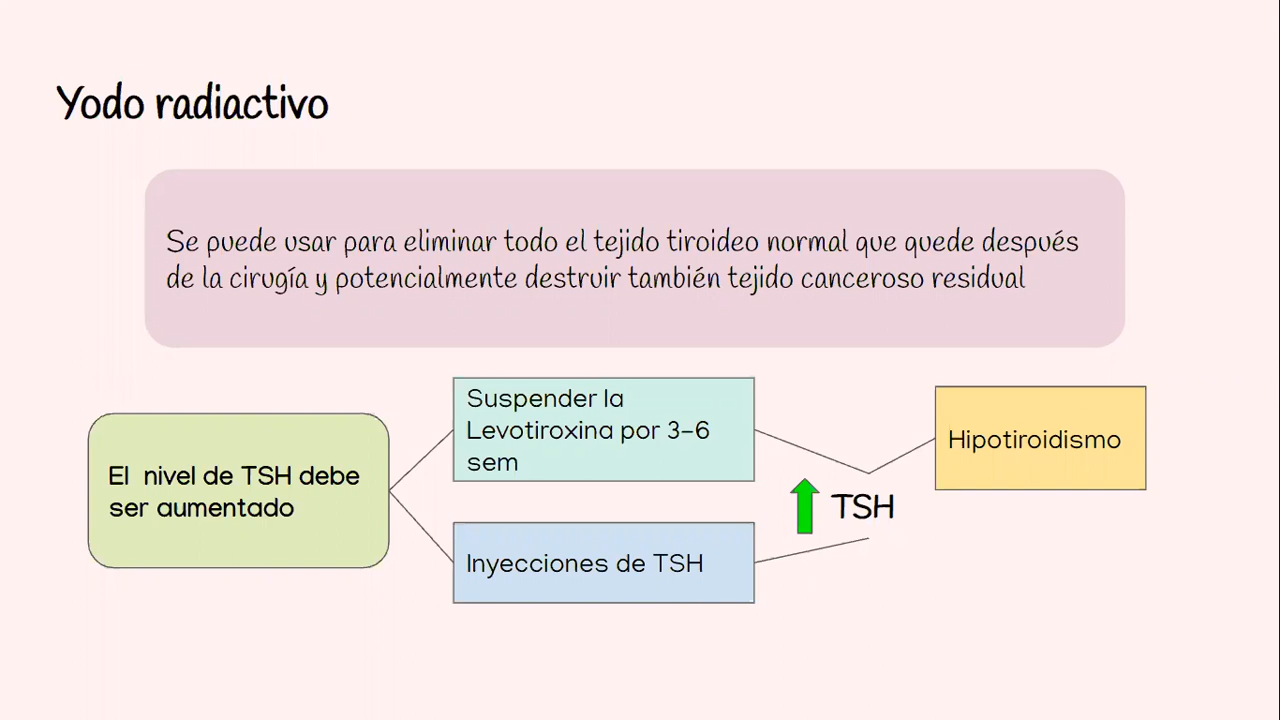 Yodo radiactivo
Se puede usar para eliminar todo el tejido tiroideo normal que quede después
de la cirugía y potencialmente destruir también tejido canceroso residual
El nivel de TSH debe
ser aumentado
Suspender la
Levotiroxina por 3-6
sem
Inyecciones de TSH
TSH
Hipotiroidismo